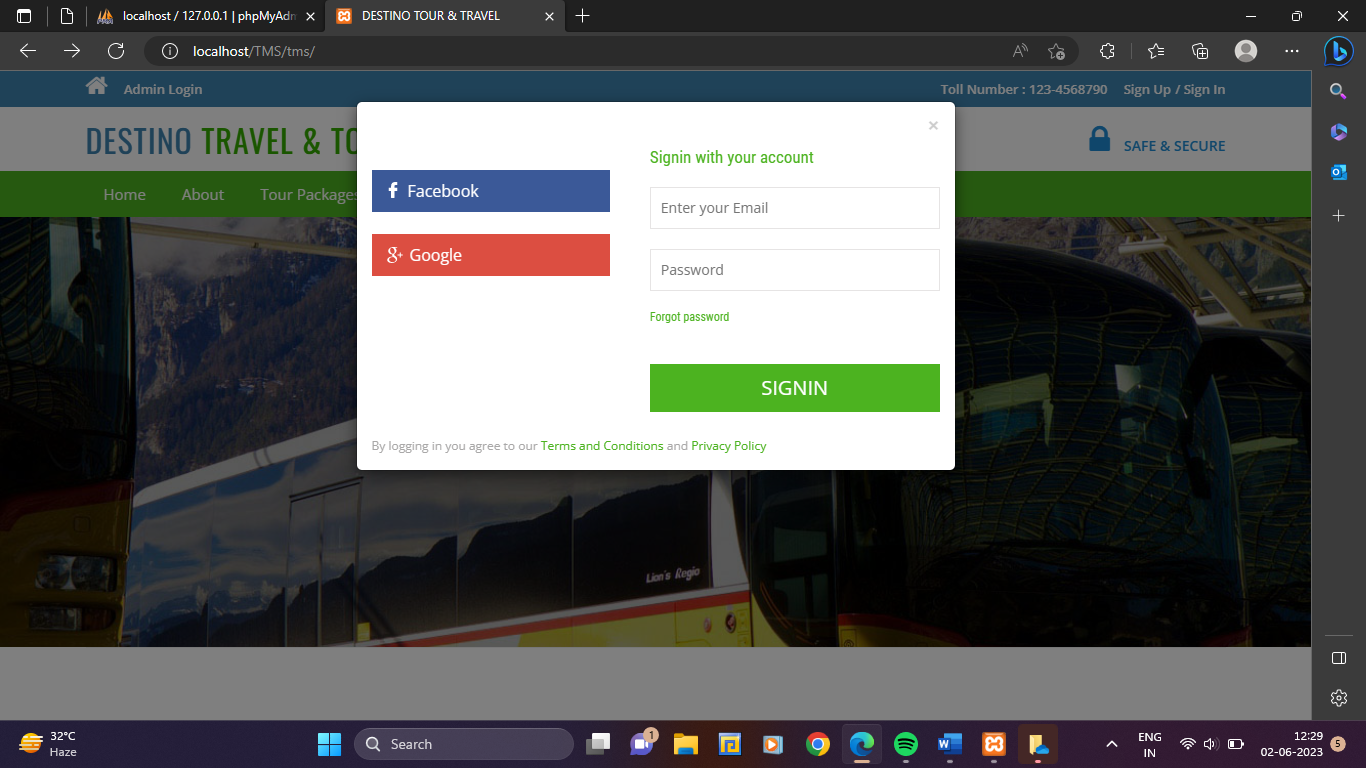 localhost / 127.0.0.1 | phpMyAdm
DESTINO TOUR & TRAVEL
localhost/TMS/tms/
Admin Login
Toll Number : 123-4568790
Sign Up / Sign In
DESTINO TRAVEL & TO
SAFE & SECURE
Home
About
Tour Packages
×
Signin with your account
Facebook
Google
Enter your Email
Password
Forgot password
SIGNIN
By logging in you agree to our Terms and Conditions and Privacy Policy
Lion's Regio
32°C
Haze
Search
1
ENG
IN
12:29
02-06-2023
5